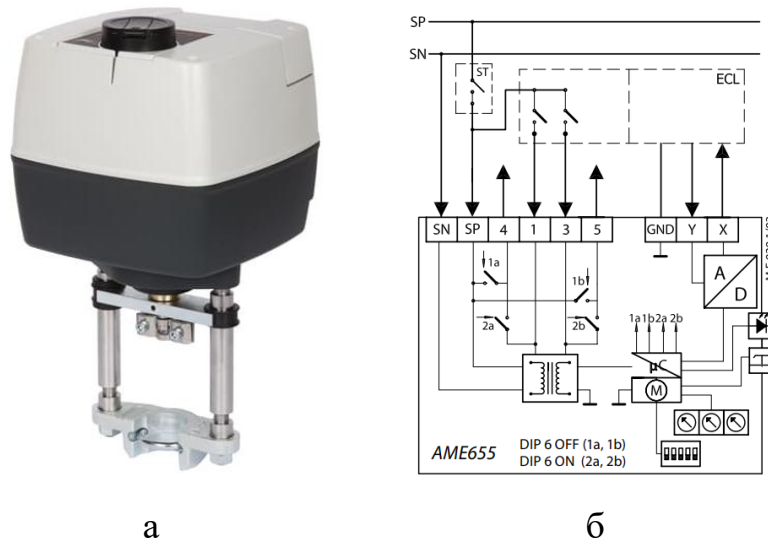 SP
SN
ST
ECL
SN SP 4 1 3 5 GND Y X
1a
1b
2a
2b
A
D
1a 1b 2a 2b
μC
M
AME655
DIP 6 OFF (1a, 1b)
DIP 6 ON (2a, 2b)
а
б